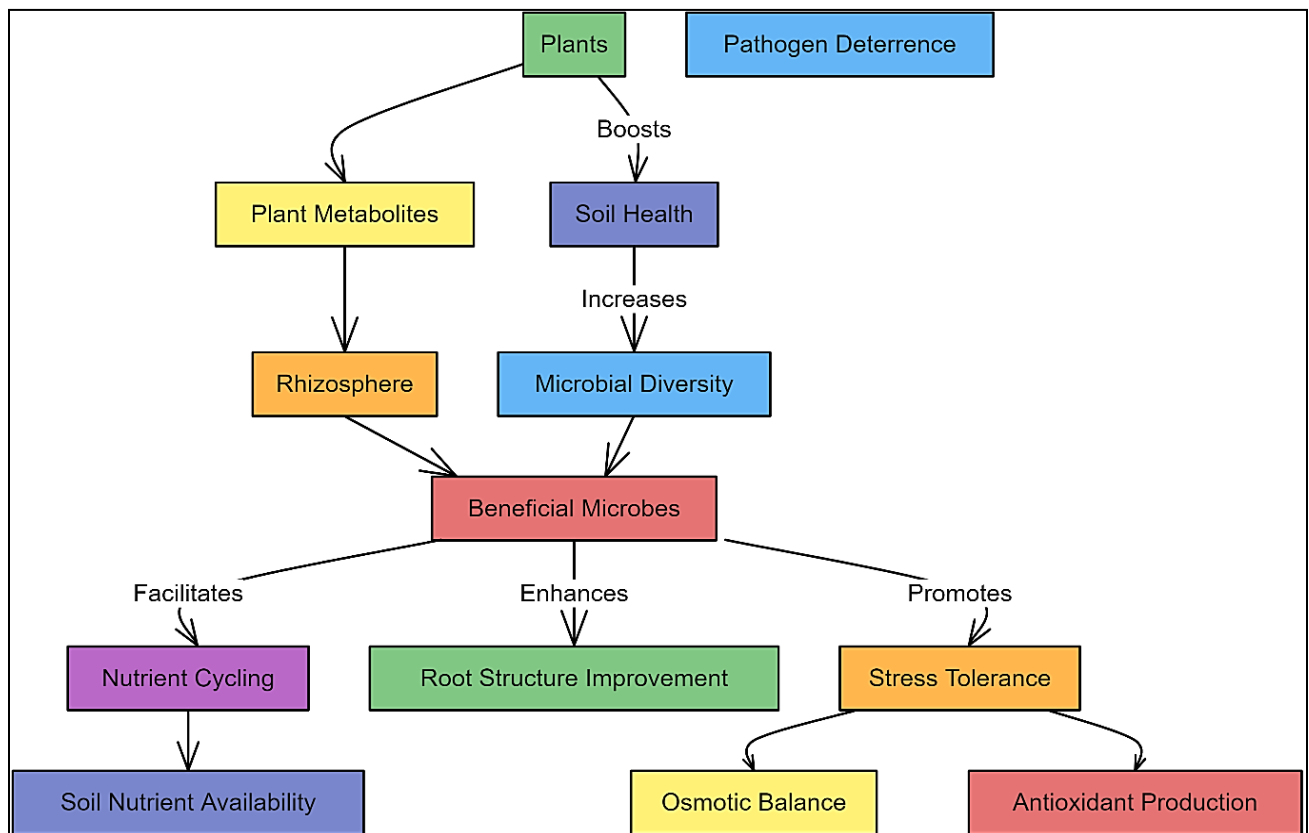 Plants
Pathogen Deterrence
Boosts
Plant Metabolites
Soil Health
Increases
Rhizosphere
Microbial Diversity
Beneficial Microbes
Facilitates
Enhances
Promotes
Nutrient Cycling
Root Structure Improvement
Stress Tolerance
Soil Nutrient Availability
Osmotic Balance
Antioxidant Production